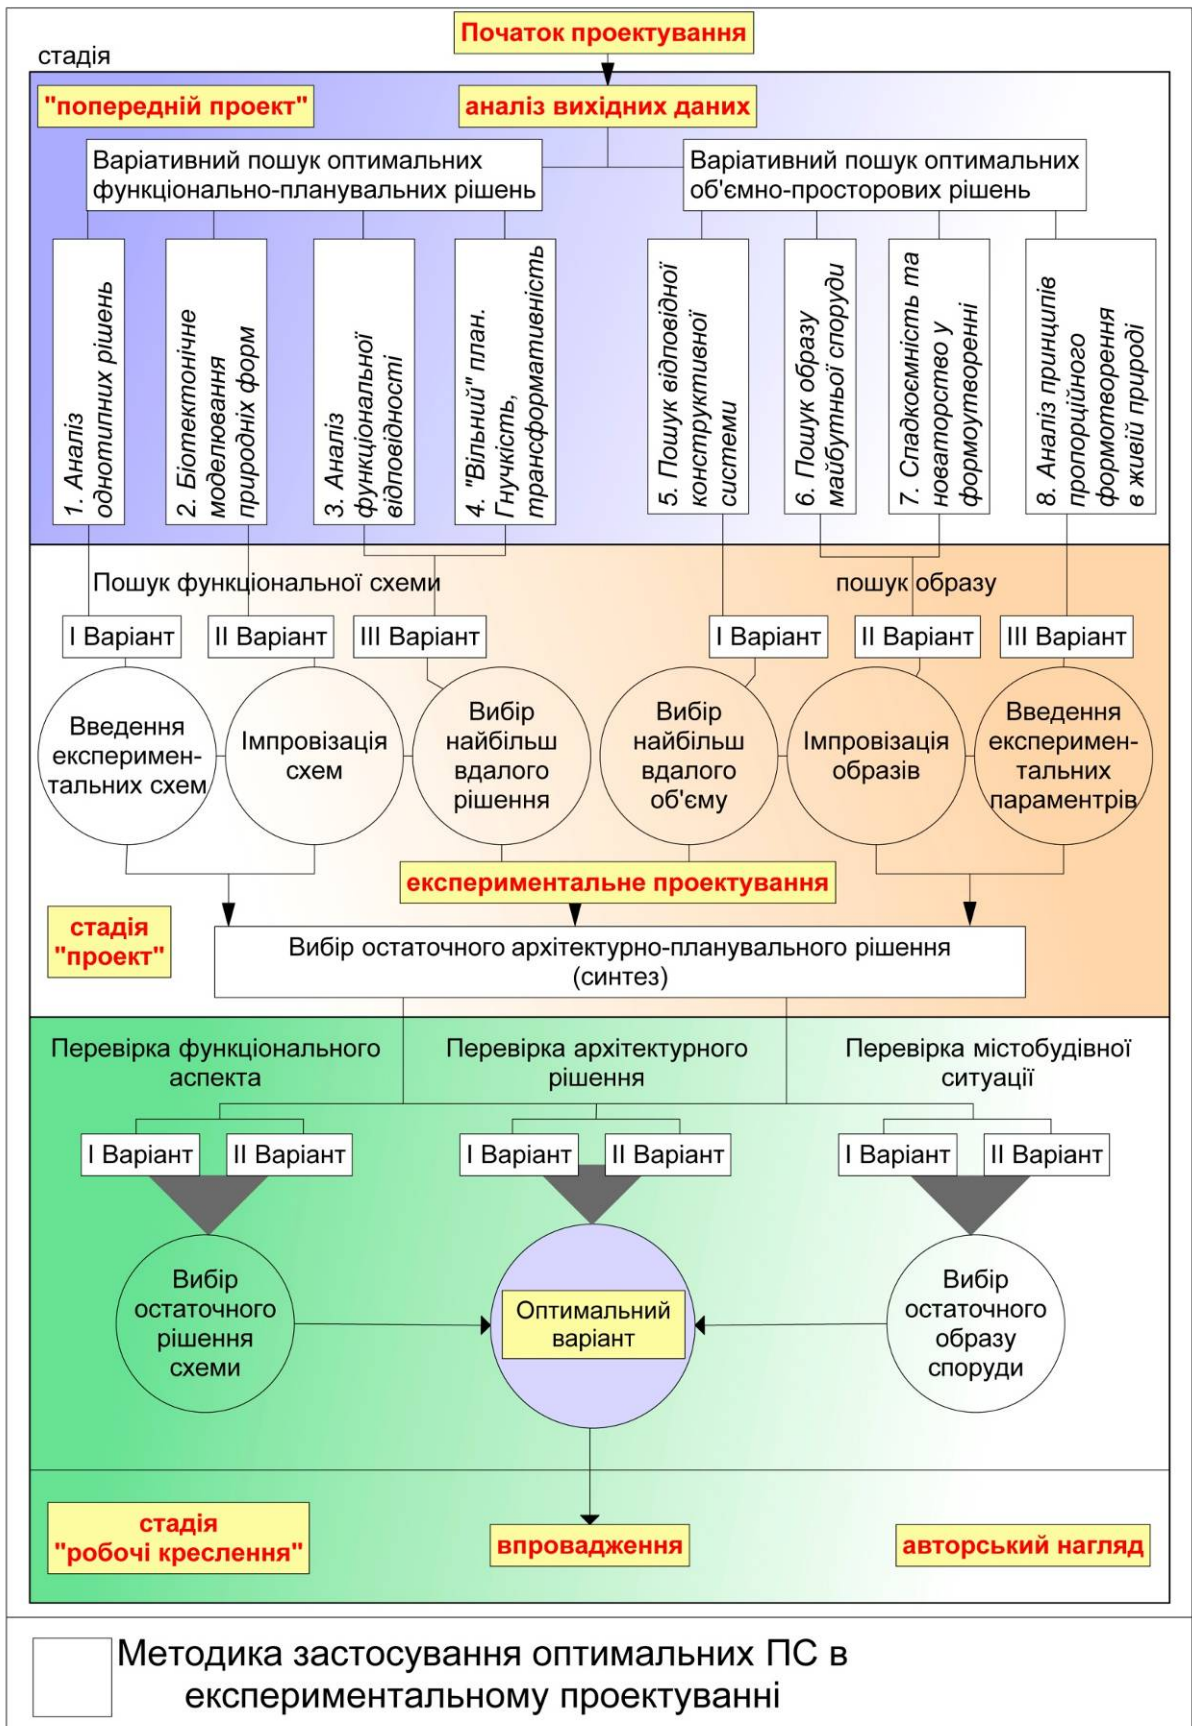 Початок проектування
стадія
"попередній проект"
аналіз вихідних даних
Варіативний пошук оптимальних
функціонально-планувальних рішень
Варіативний пошук оптимальних
об'ємно-просторових рішень
1. Аналіз
однотипних рішень
2. Біотектонічне
моделювання
природніх форм
3. Аналіз
функціональної
відповідності
4. "Вільний" план.
Гнучкість,
трансформативність
5. Пошук відповідної
конструктивної
системи
6. Пошук образу
майбутньої споруди
7. Спадкоємність та
новаторство у
формоутворенні
8. Аналіз принципів
пропорційного
формотворення
в живій природі
Пошук функціональної схеми
пошук образу
I Варіант
II Варіант
III Варіант
I Варіант
II Варіант
III Варіант
Введення
експеримен-
тальних схем
Імпровізація
схем
Вибір
найбільш
вдалого
рішення
Вибір
найбільш
вдалого
об'єму
Імпровізація
образів
Введення
експеримен-
тальних
параментрів
експериментальне проектування
стадія
"проект"
Вибір остаточного архітектурно-планувального рішення
(синтез)
Перевірка функціонального
аспекта
Перевірка архітектурного
рішення
Перевірка містобудівної
ситуації
I Варіант
II Варіант
I Варіант
II Варіант
I Варіант
II Варіант
Вибір
остаточного
рішення
схеми
Оптимальний
варіант
Вибір
остаточного
образу
споруди
стадія
"робочі креслення"
впровадження
авторський нагляд
Методика застосування оптимальних ПС в
експериментальному проектуванні